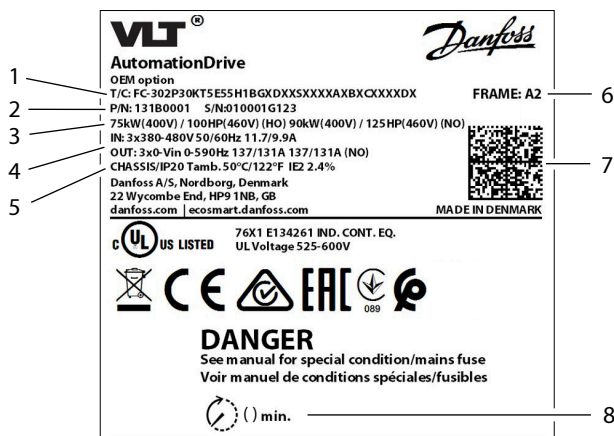 VLT ®
Danfoss
AutomationDrive
OEM option
1
T/C: FC-302P30KT5E55H1BGXDXXSXXXXAXBXCXXXXDX
FRAME: A2
6
2
P/N: 131B0001 S/N:010001G123
3
75kW(400V) / 100HP(460V) (HO) 90kW(400V) / 125HP(460V) (NO)
IN: 3x380-480V 50/60Hz 11.7/9.9A
4
OUT: 3x0-Vin 0-590Hz 137/131A 137/131A (NO)
7
5
CHASSIS/IP20 Tamb. 50°C/122°F IE2 2.4%
Danfoss A/S, Nordborg, Denmark
22 Wycombe End, HP9 1NB, GB
danfoss.com | ecosmart.danfoss.com
MADE IN DENMARK
C UL ® US LISTED
76X1 E134261 IND. CONT. EQ.
UL Voltage 525-600V
CE
EAC
089
DANGER
See manual for special condition/mains fuse
Voir manuel de conditions spéciales/fusibles
( ) min.
8